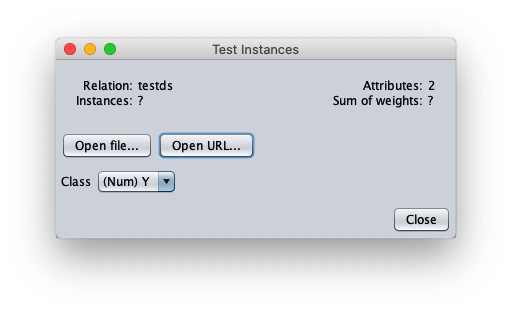 Test Instances
Relation: testds
Attributes: 2
Instances: ?
Sum of weights: ?
Open file...
Open URL...
Class
(Num) Y
Close